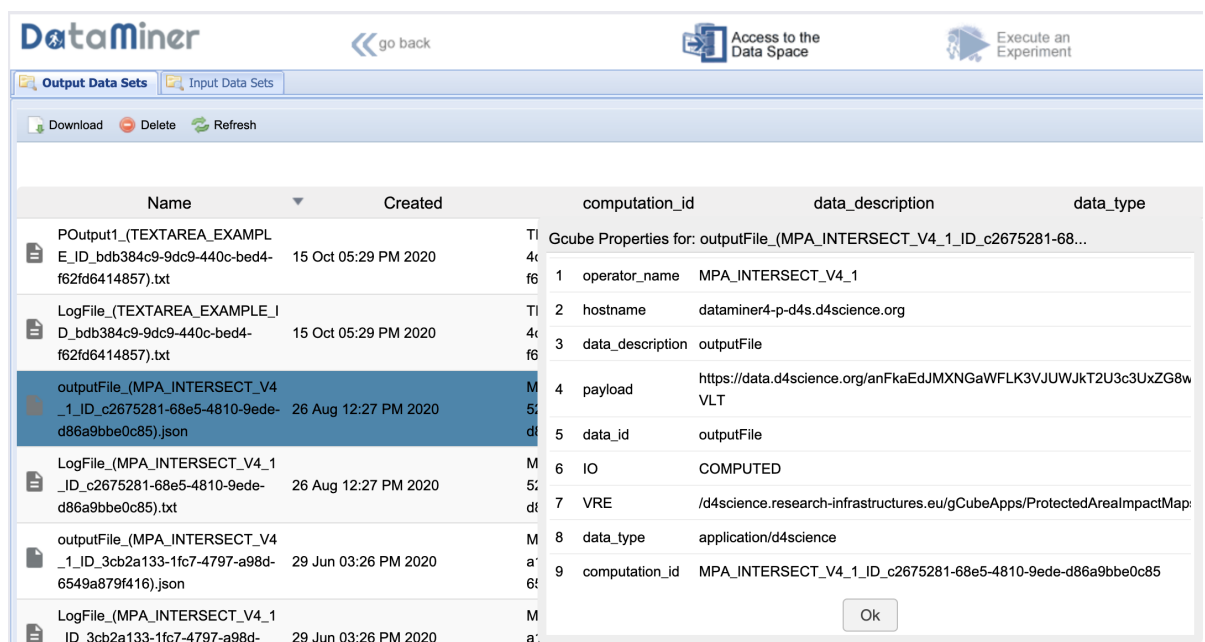 DataMiner
go back
Access to the
Data Space
Execute an
Experiment
Output Data Sets
Input Data Sets
Download
Delete
Refresh
Name
Created
computation_id
data_description
data_type
POutput1_(TEXTAREA_EXAMPL
E_ID_bdb384c9-9dc9-440c-bed4-
f62fd6414857).txt
15 Oct 05:29 PM 2020
LogFile_(TEXTAREA_EXAMPLE_I
D_bdb384c9-9dc9-440c-bed4-
f62fd6414857).txt
15 Oct 05:29 PM 2020
outputFile_(MPA_INTERSECT_V4
_1_ID_c2675281-68e5-4810-9ede-
d86a9bbe0c85).json
26 Aug 12:27 PM 2020
LogFile_(MPA_INTERSECT_V4_1
_ID_c2675281-68e5-4810-9ede-
d86a9bbe0c85).txt
26 Aug 12:27 PM 2020
outputFile_(MPA_INTERSECT_V4
_1_ID_3cb2a133-1fc7-4797-a98d-
6549a879f416).json
29 Jun 03:26 PM 2020
LogFile_(MPA_INTERSECT_V4_1
_ID_3cb2a133-1fc7-4797-a98d-
29 Jun 03:26 PM 2020
Gcube Properties for: outputFile_(MPA_INTERSECT_V4_1_ID_c2675281-68...
1 operator_name MPA_INTERSECT_V4_1
2 hostname dataminer4-p-d4s.d4science.org
3 data_description outputFile
4 payload https://data.d4science.org/anFkaEdJMXNGaWFLK3VJUWJkT2U3c3UxZG8w
VLT
5 data_id outputFile
6 IO COMPUTED
7 VRE /d4science.research-infrastructures.eu/gCubeApps/ProtectedAreaImpactMap
8 data_type application/d4science
9 computation_id MPA_INTERSECT_V4_1_ID_c2675281-68e5-4810-9ede-d86a9bbe0c85
Ok